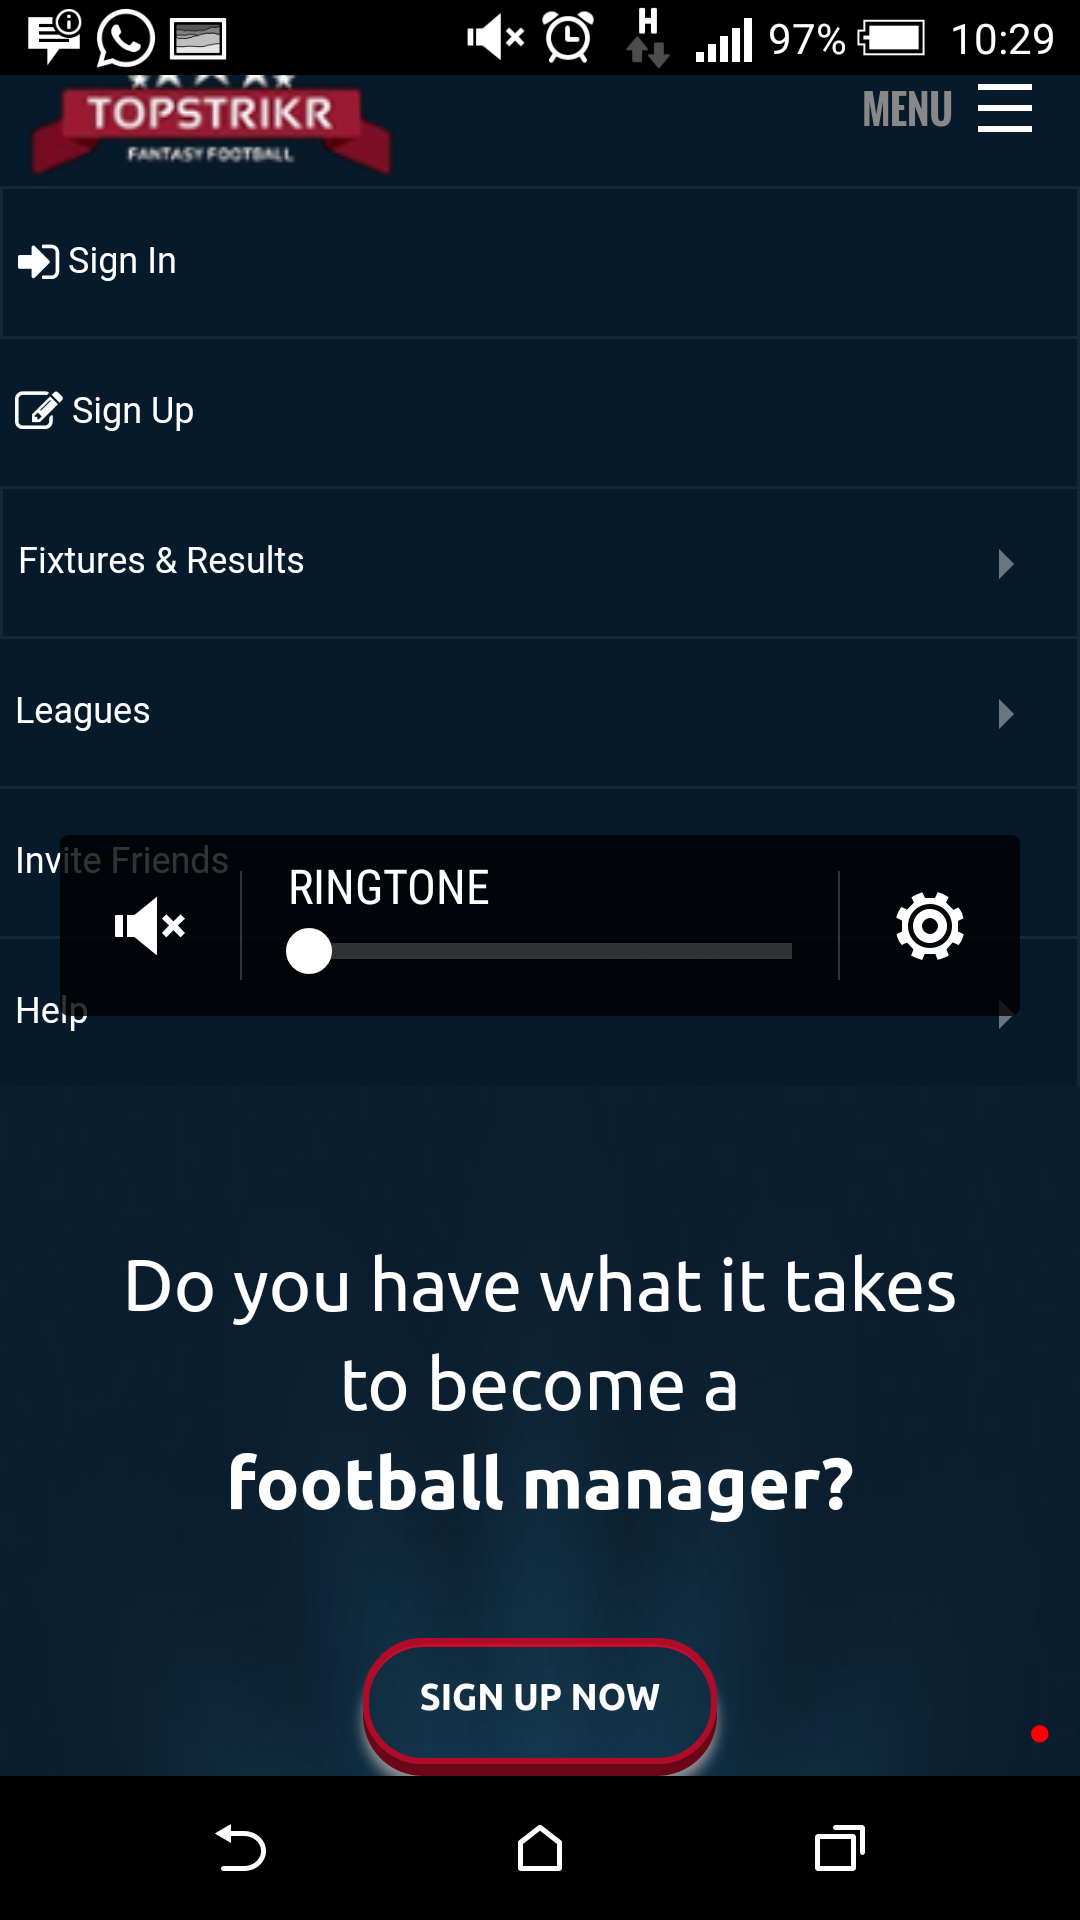 H 97% 10:29
TOPSTRIKR
FANTASY FOOTBALL
MENU
Sign In
Sign Up
Fixtures & Results
Leagues
Invite Friends
RINGTONE
Help
Do you have what it takes
to become a
football manager?
SIGN UP NOW